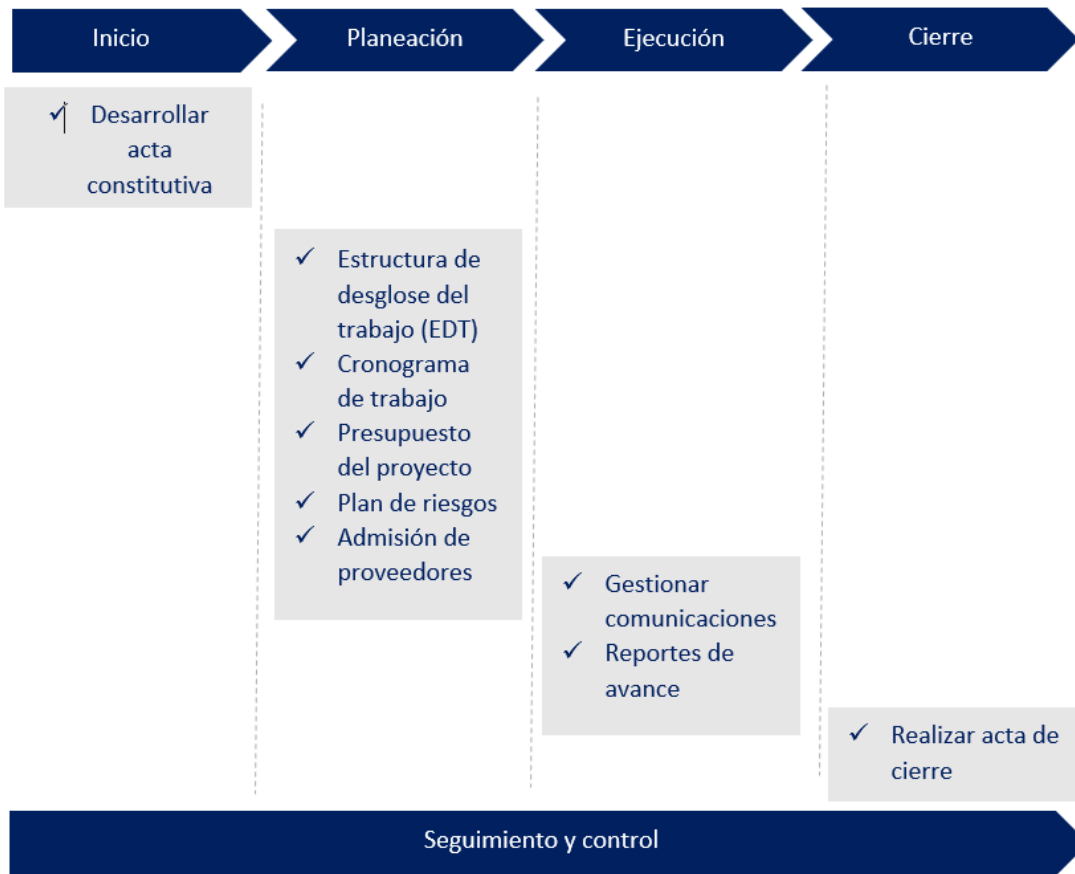 Inicio
Planeación
Ejecución
Cierre
✓ Desarrollar
acta
constitutiva
✓ Estructura de
desglose del
trabajo (EDT)
✓ Cronograma
de trabajo
✓ Presupuesto
del proyecto
✓ Plan de riesgos
✓ Admisión de
proveedores
✓ Gestionar
comunicaciones
✓ Reportes de
avance
✓ Realizar acta de
cierre
Seguimiento y control